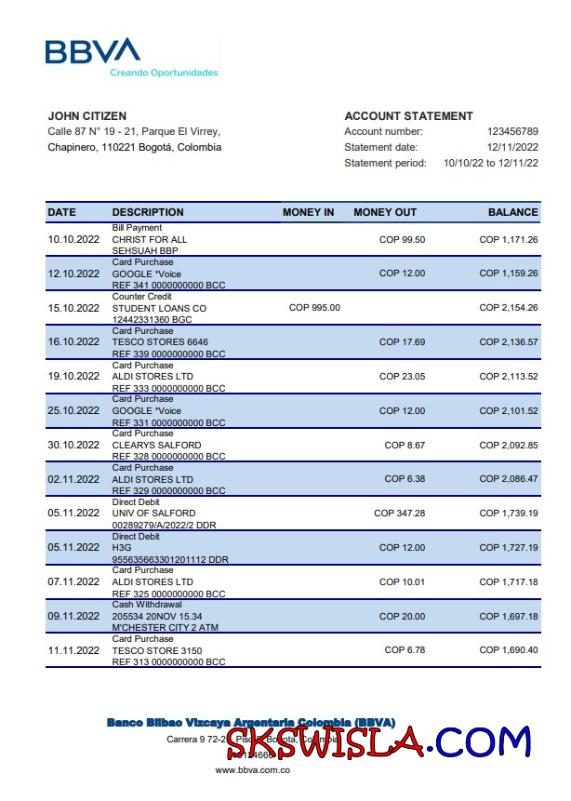 BBVA
Creando Oportunidades
JOHN CITIZEN
Calle 87 N° 19 - 21, Parque El Virrey,
Chapinero, 110221 Bogotá, Colombia
ACCOUNT STATEMENT
Account number: 123456789
Statement date: 12/11/2022
Statement period: 10/10/22 to 12/11/22
DATE DESCRIPTION MONEY IN MONEY OUT BALANCE
Bill Payment
10.10.2022 CHRIST FOR ALL COP 99.50 COP 1,171.26
SEHSUAH BBP
Card Purchase
12.10.2022 GOOGLE *Voice COP 12.00 COP 1,159.26
REF 341 0000000000 BCC
Counter Credit
15.10.2022 STUDENT LOANS CO COP 995.00 COP 2,154.26
12442331360 BGC
Card Purchase
16.10.2022 TESCO STORES 6646 COP 17.69 COP 2,136.57
REF 339 0000000000 BCC
Card Purchase
19.10.2022 ALDI STORES LTD COP 23.05 COP 2,113.52
REF 333 0000000000 BCC
Card Purchase
25.10.2022 GOOGLE *Voice COP 12.00 COP 2,101.52
REF 331 0000000000 BCC
Card Purchase
30.10.2022 CLEARYS SALFORD COP 8.67 COP 2,092.85
REF 328 0000000000 BCC
Card Purchase
02.11.2022 ALDI STORES LTD COP 6.38 COP 2,086.47
REF 329 0000000000 BCC
Direct Debit
05.11.2022 UNIV OF SALFORD COP 347.28 COP 1,739.19
00289279/A/2022/2 DDR
Direct Debit
05.11.2022 H3G COP 12.00 COP 1,727.19
955635663301201112 DDR
Card Purchase
07.11.2022 ALDI STORES LTD COP 10.01 COP 1,717.18
REF 325 0000000000 BCC
Cash Withdrawal
09.11.2022 205534 20NOV 15.34 COP 20.00 COP 1,697.18
M'CHESTER CITY 2 ATM
Card Purchase
11.11.2022 TESCO STORE 3150 COP 6.78 COP 1,690.40
REF 313 0000000000 BCC
Banco Bilbao Vizcaya Argentaria Colombia (BBVA)
Carrera 9 72-2
SKSWISLA.COM
www.bbva.com.co